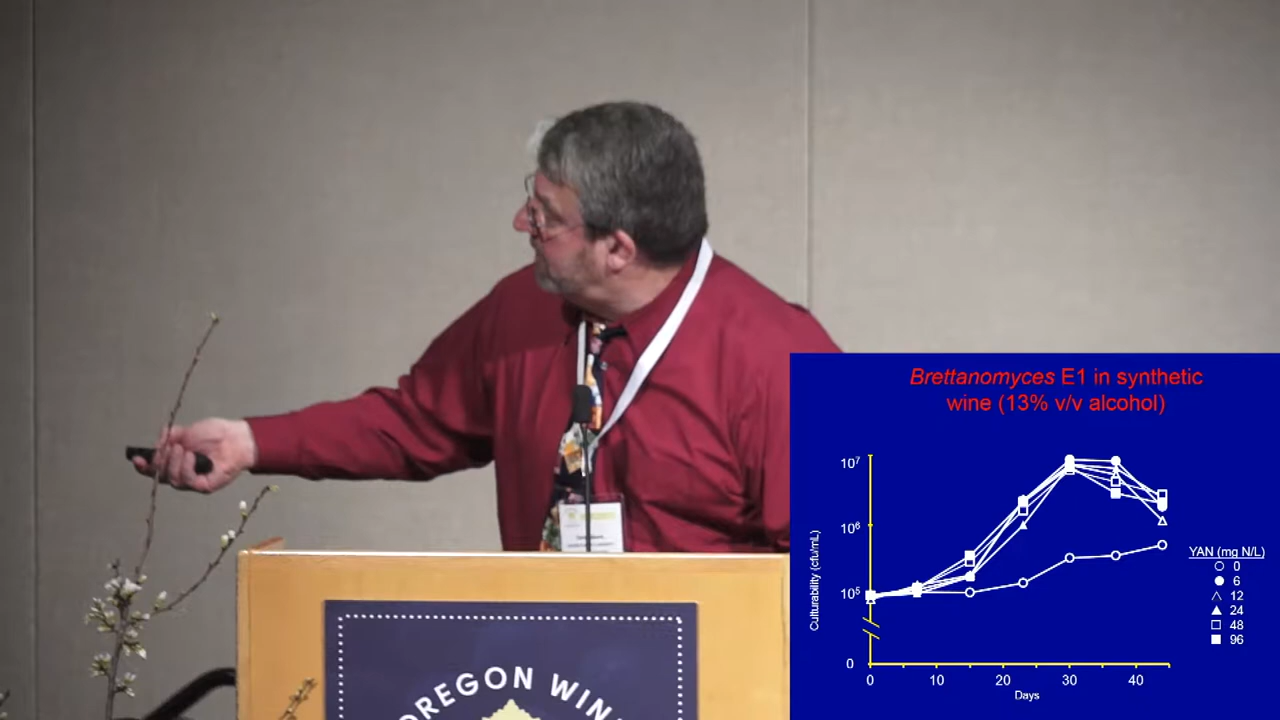 Brettanomyces E1 in synthetic
wine (13% v/v alcohol)
10⁷
10⁶
10⁵
0
Culturability (cfu/mL)
0 10 20 30 40
Days
YAN (mg N/L)
0
6
12
24
48
96
OREGON WIN